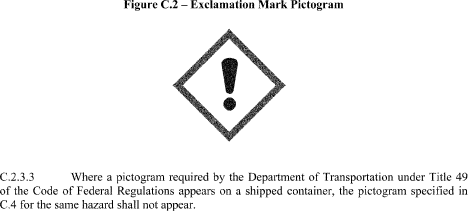 Figure C.2 – Exclamation Mark Pictogram
!
C.2.3.3 Where a pictogram required by the Department of Transportation under Title 49
of the Code of Federal Regulations appears on a shipped container, the pictogram specified in
C.4 for the same hazard shall not appear.